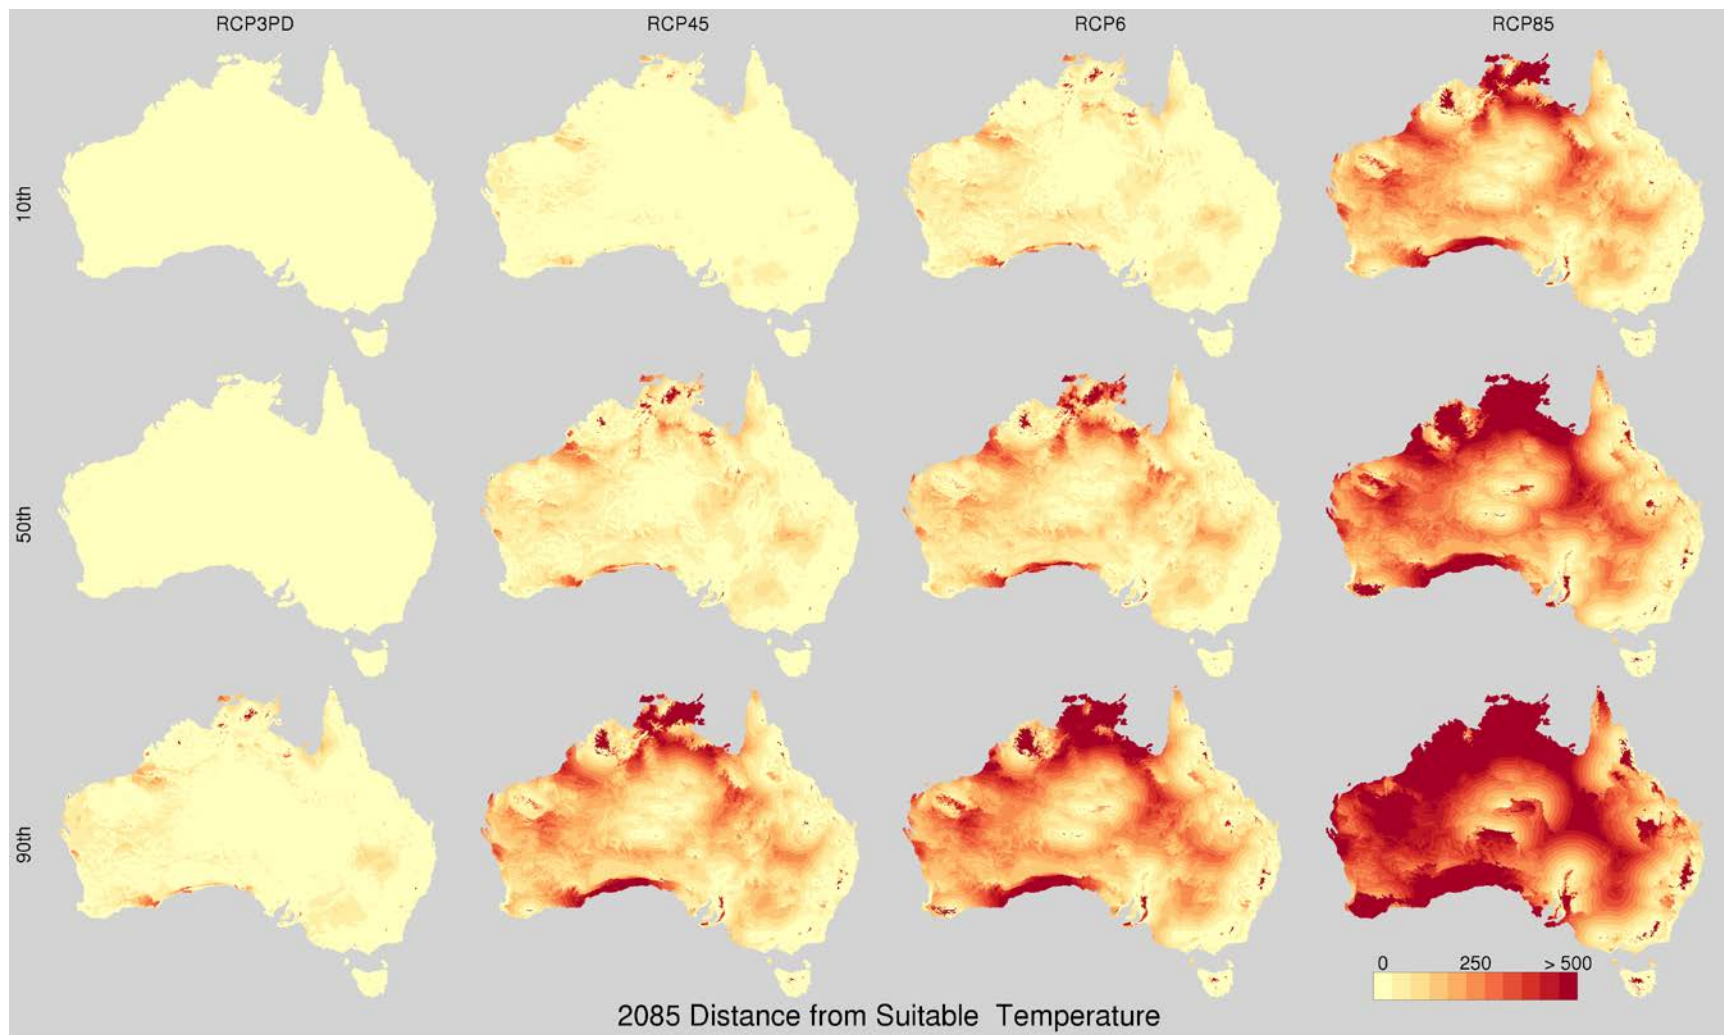 RCP3PD RCP45 RCP6 RCP85
10th
50th
90th
0 250 > 500
2085 Distance from Suitable Temperature